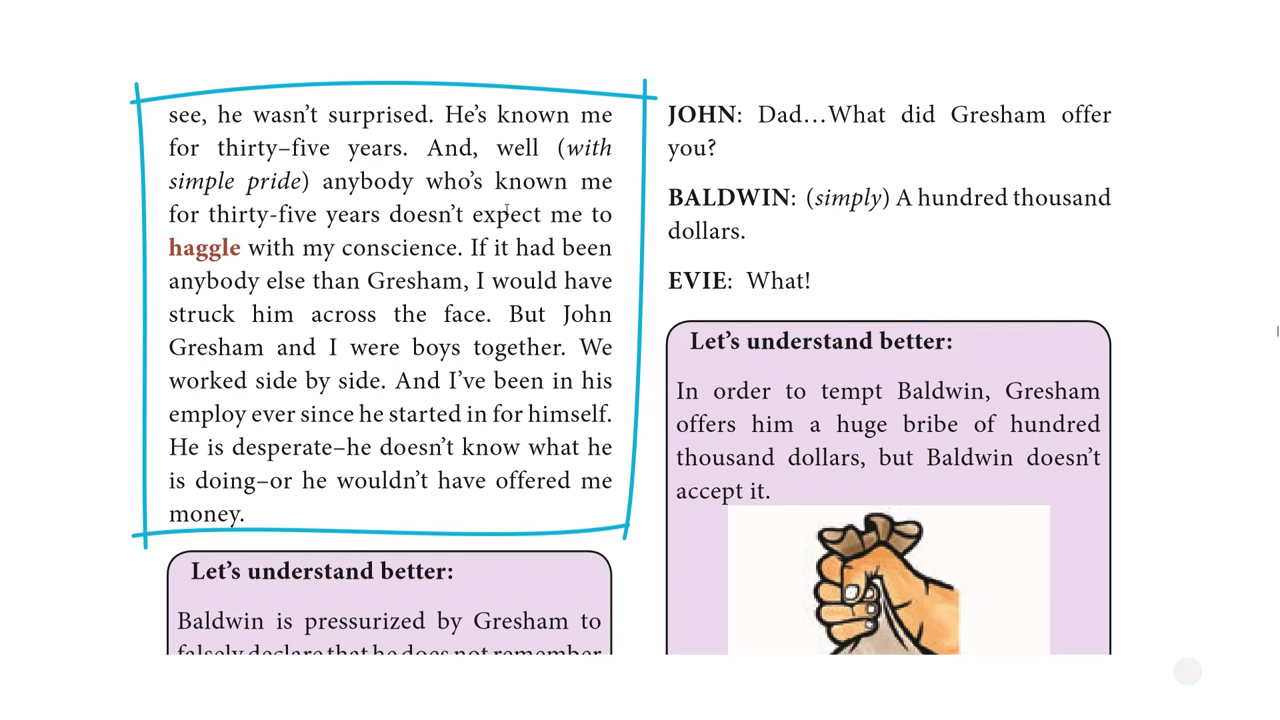 see, he wasn't surprised. He's known me
for thirty–five years. And, well (with
simple pride) anybody who's known me
for thirty-five years doesn't expect me to
haggle with my conscience. If it had been
anybody else than Gresham, I would have
struck him across the face. But John
Gresham and I were boys together. We
worked side by side. And I've been in his
employ ever since he started in for himself.
He is desperate–he doesn't know what he
is doing–or he wouldn't have offered me
money.
Let's understand better:
Baldwin is pressurized by Gresham to
falsely declare that he does not remember
JOHN: Dad…What did Gresham offer
you?
BALDWIN: (simply) A hundred thousand
dollars.
EVIE: What!
Let's understand better:
In order to tempt Baldwin, Gresham
offers him a huge bribe of hundred
thousand dollars, but Baldwin doesn't
accept it.